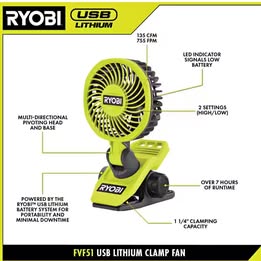 RYOBI
USB
LITHIUM
135 CFM
755 FPM
LED INDICATOR
SIGNALS LOW
BATTERY
2 SETTINGS
(HIGH/LOW)
MULTI-DIRECTIONAL
PIVOTING HEAD
AND BASE
RYOBI
OVER 7 HOURS
OF RUNTIME
POWERED BY THE
RYOBI™ USB LITHIUM
BATTERY SYSTEM FOR
PORTABILITY AND
MINIMAL DOWNTIME
RYOBI
1 1/4" CLAMPING
CAPACITY
FVF51 USB LITHIUM CLAMP FAN